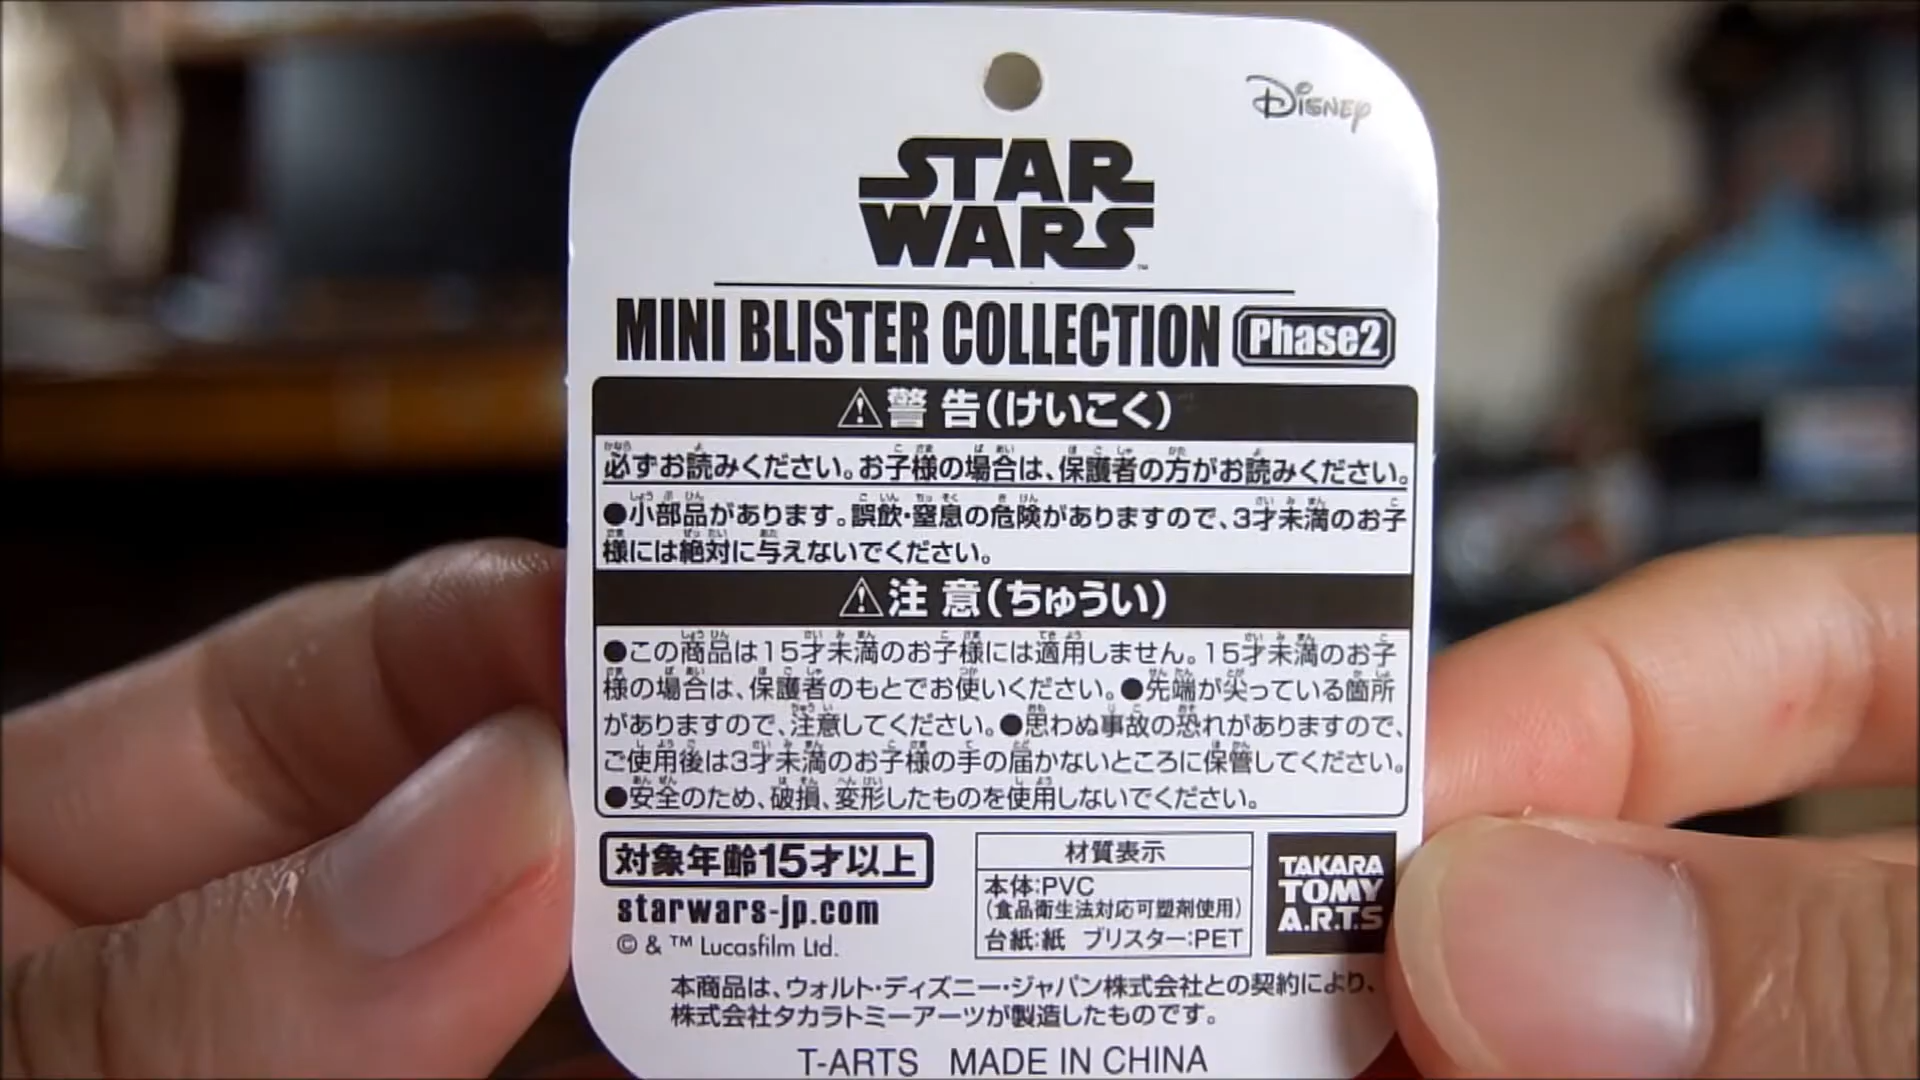 Disney
STAR
WARS™
MINI BLISTER COLLECTION Phase2
⚠警 告(けいこく)
必ずお読みください。お子様の場合は、保護者の方がお読みください。
●小部品があります。誤飲・窒息の危険がありますので、3才未満のお子
様には絶対に与えないでください。
⚠注 意(ちゅうい)
●この商品は15才未満のお子様には適用しません。15才未満のお子
様の場合は、保護者のもとでお使いください。●先端が尖っている箇所
がありますので、注意してください。●思わぬ事故の恐れがありますので、
ご使用後は3才未満のお子様の手の届かないところに保管してください。
●安全のため、破損、変形したものを使用しないでください。
対象年齢15才以上
starwars-jp.com
© & ™ Lucasfilm Ltd.
材質表示
本体:PVC
(食品衛生法対応可塑剤使用)
台紙:紙 ブリスター:PET
TAKARA
TOMY
A.R.T.S
本商品は、ウォルト・ディズニー・ジャパン株式会社との契約により、
株式会社タカラトミーアーツが製造したものです。
T-ARTS MADE IN CHINA